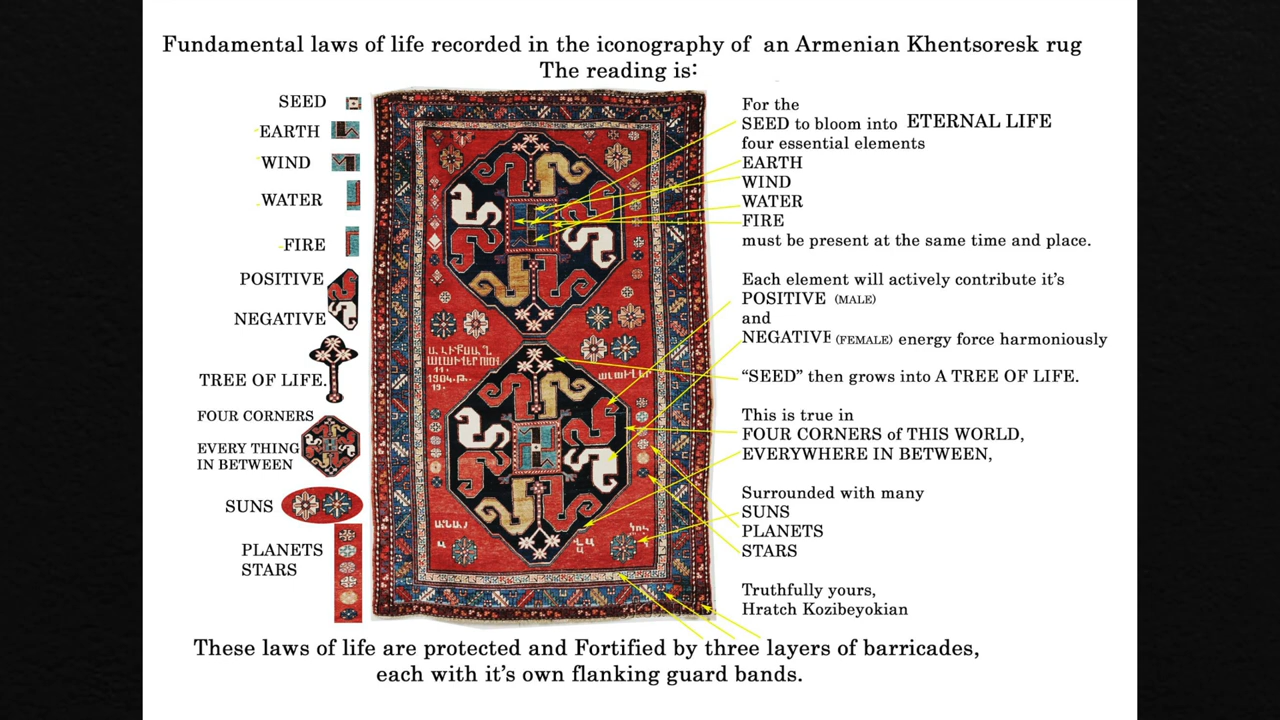 Fundamental laws of life recorded in the iconography of an Armenian Khentsoresk rug
The reading is:
SEED
EARTH
WIND
WATER
FIRE
POSITIVE
NEGATIVE
TREE OF LIFE.
FOUR CORNERS
EVERY THING
IN BETWEEN
SUNS
PLANETS
STARS
For the
SEED to bloom into ETERNAL LIFE
four essential elements
EARTH
WIND
WATER
FIRE
must be present at the same time and place.
Each element will actively contribute it's
POSITIVE (MALE)
and
NEGATIVE (FEMALE) energy force harmoniously
"SEED" then grows into A TREE OF LIFE.
This is true in
FOUR CORNERS of THIS WORLD,
EVERYWHERE IN BETWEEN,
Surrounded with many
SUNS
PLANETS
STARS
Truthfully yours,
Hratch Kozibeyokian
These laws of life are protected and Fortified by three layers of barricades,
each with it's own flanking guard bands.